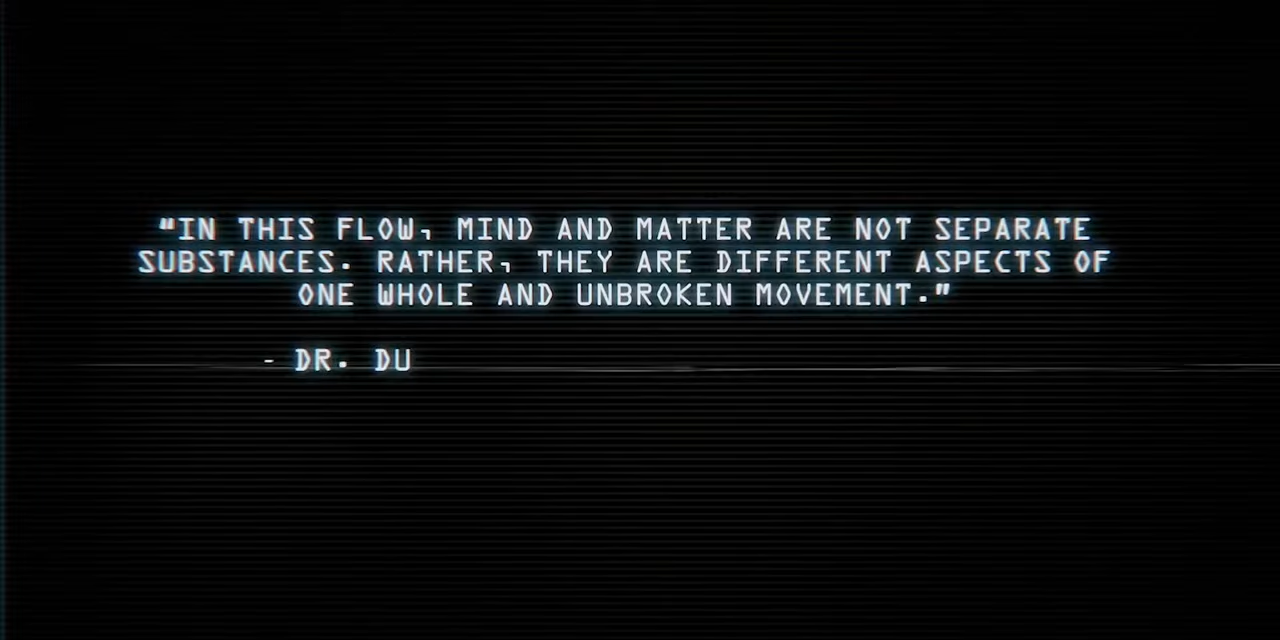 "IN THIS FLOW, MIND AND MATTER ARE NOT SEPARATE
SUBSTANCES. RATHER, THEY ARE DIFFERENT ASPECTS OF
ONE WHOLE AND UNBROKEN MOVEMENT."
- DR. DU